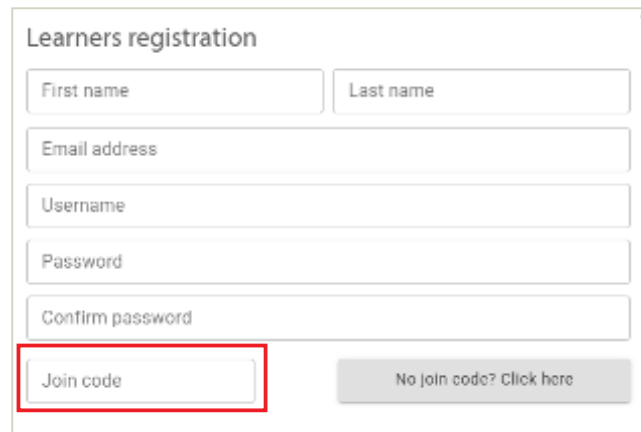 Learners registration
First name Last name
Email address
Username
Password
Confirm password
Join code No join code? Click here